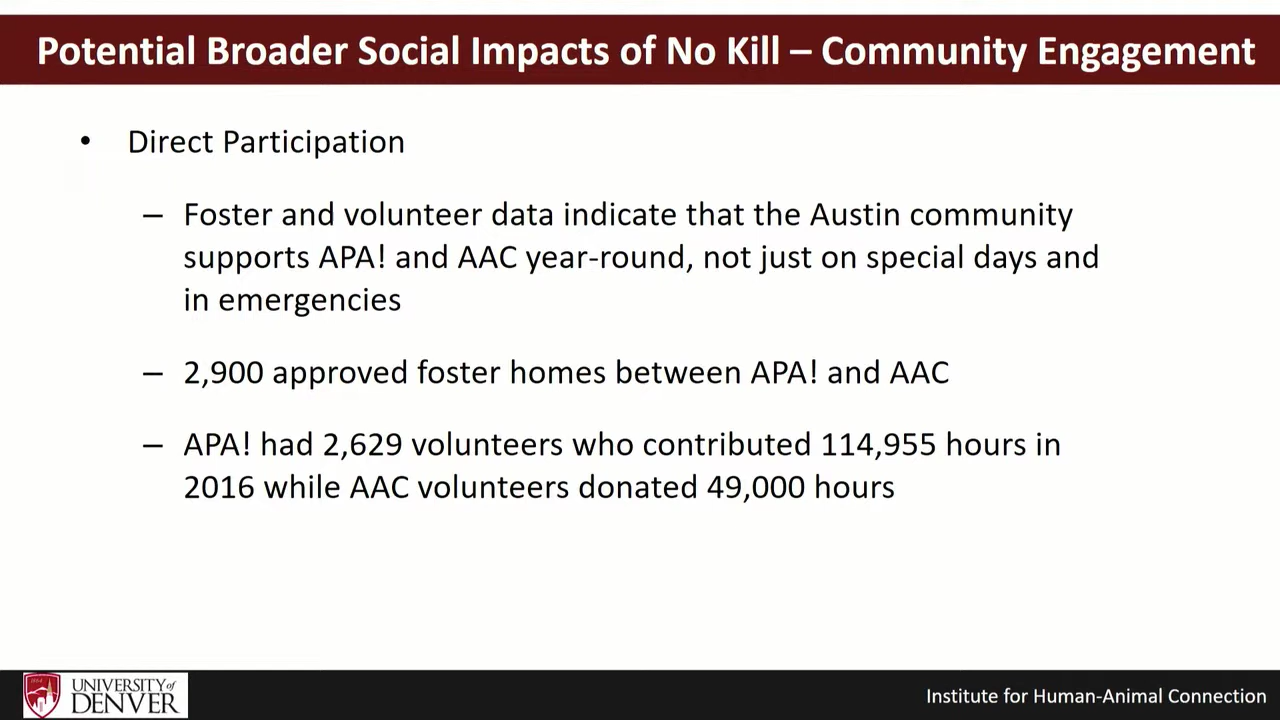 Potential Broader Social Impacts of No Kill – Community Engagement
• Direct Participation
– Foster and volunteer data indicate that the Austin community
supports APA! and AAC year-round, not just on special days and
in emergencies
– 2,900 approved foster homes between APA! and AAC
– APA! had 2,629 volunteers who contributed 114,955 hours in
2016 while AAC volunteers donated 49,000 hours
UNIVERSITY of
DENVER
Institute for Human-Animal Connection